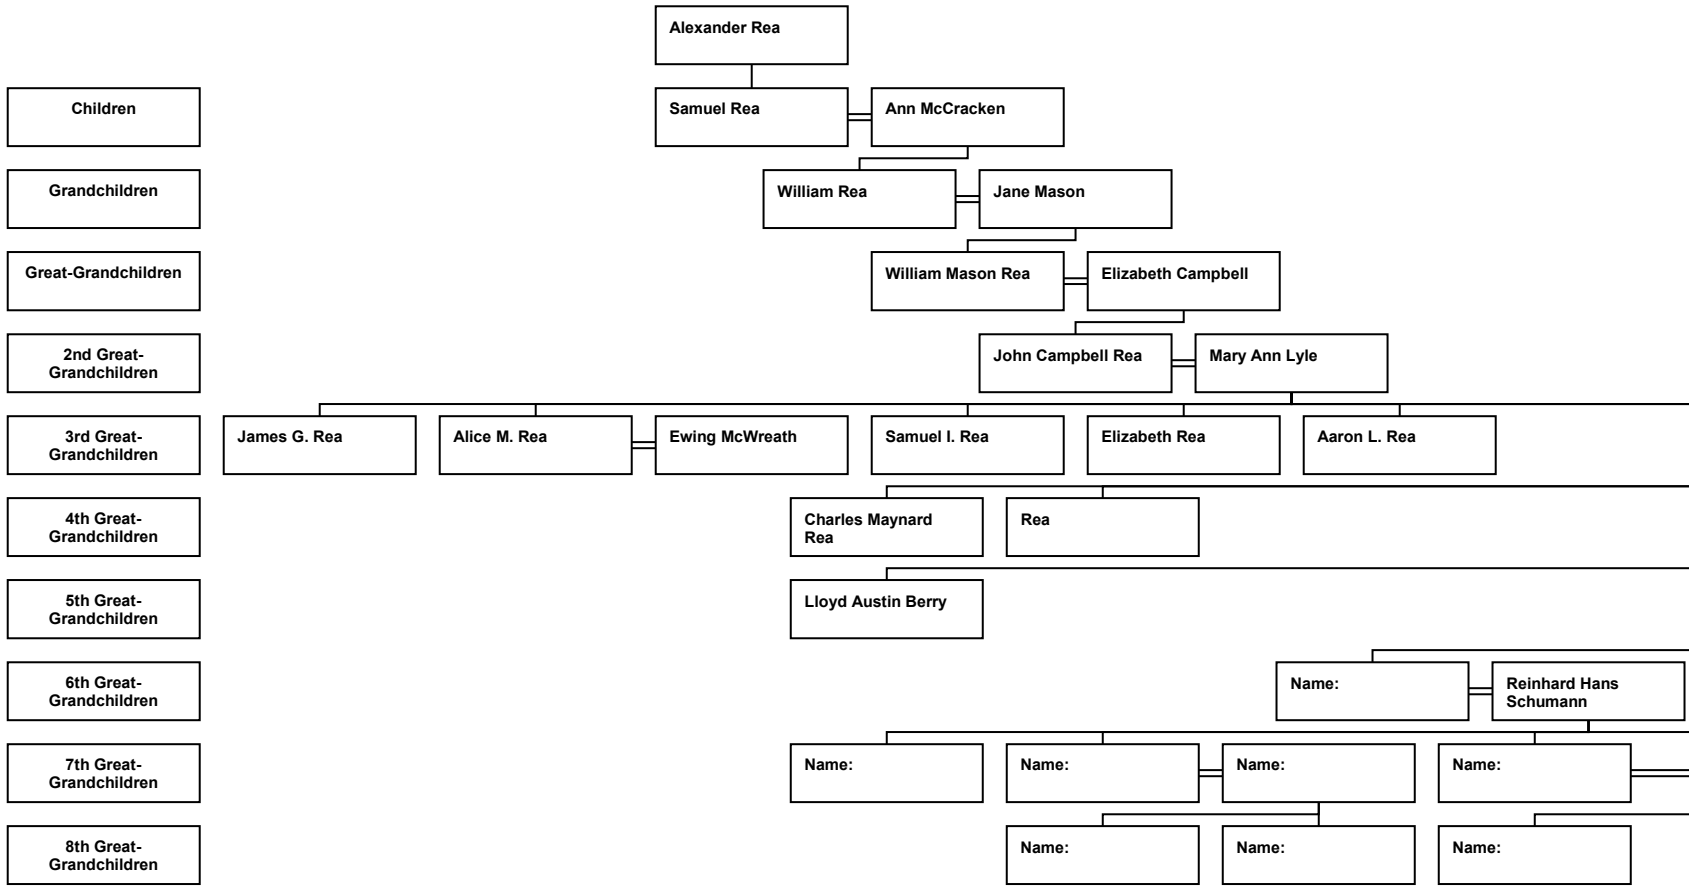 Alexander Rea
Children
Samuel Rea
Ann McCracken
Grandchildren
William Rea
Jane Mason
Great-Grandchildren
William Mason Rea
Elizabeth Campbell
2nd Great-
Grandchildren
John Campbell Rea
Mary Ann Lyle
3rd Great-
Grandchildren
James G. Rea
Alice M. Rea
Ewing McWreath
Samuel I. Rea
Elizabeth Rea
Aaron L. Rea
4th Great-
Grandchildren
Charles Maynard
Rea
Rea
5th Great-
Grandchildren
Lloyd Austin Berry
6th Great-
Grandchildren
Name:
Reinhard Hans
Schumann
7th Great-
Grandchildren
Name:
Name:
Name:
Name:
8th Great-
Grandchildren
Name:
Name:
Name: